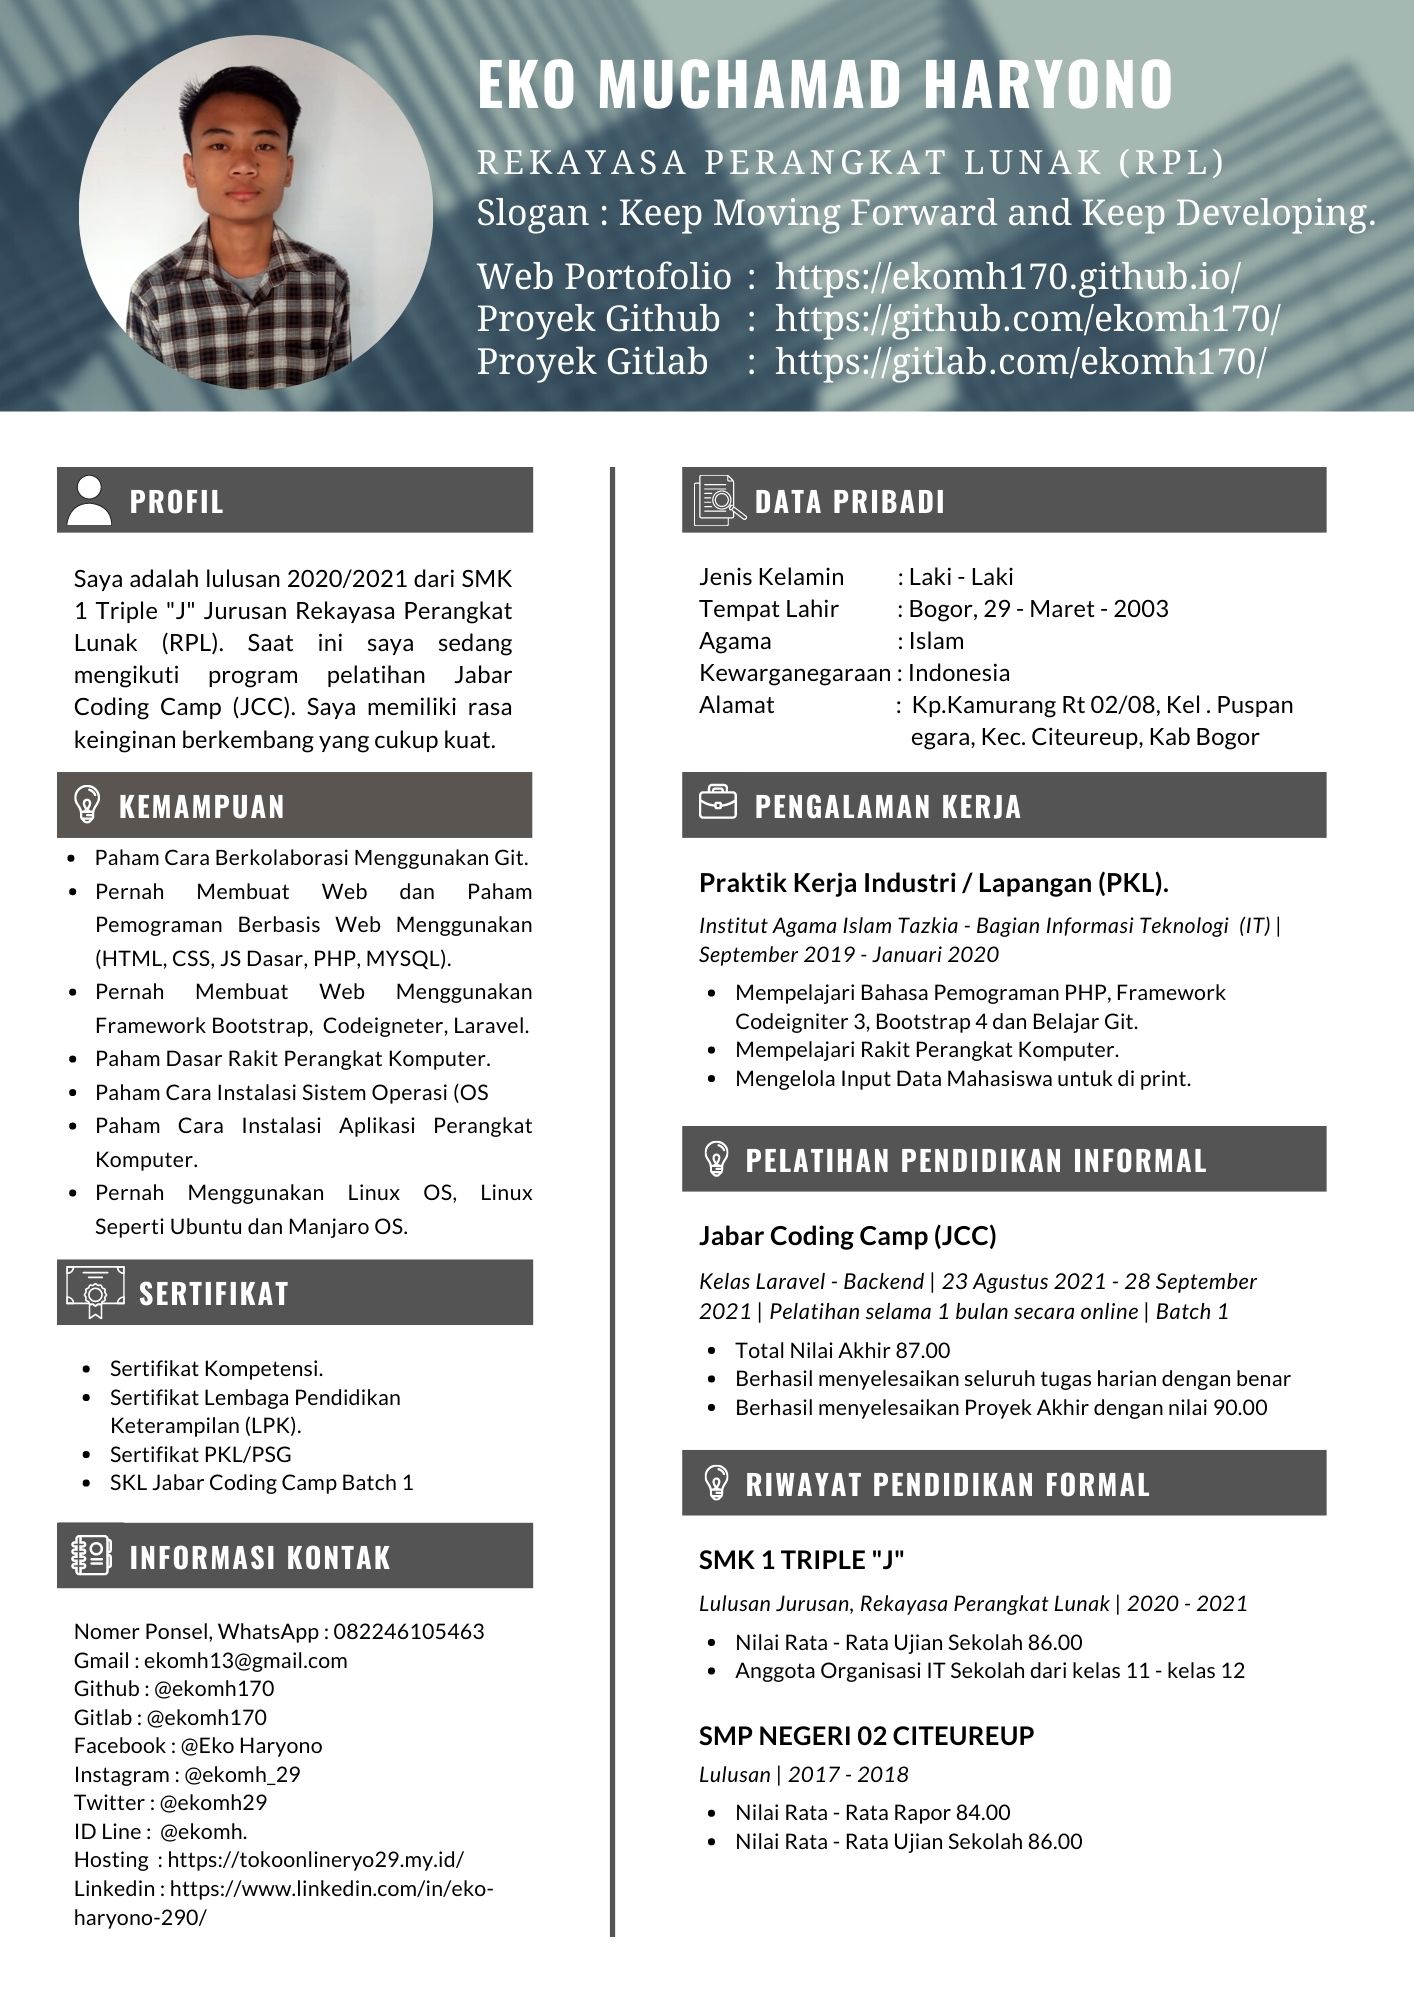 EKO MUCHAMAD HARYONO
REKAYASA PERANGKAT LUNAK (RPL)
Slogan : Keep Moving Forward and Keep Developing.
Web Portofolio : https://ekomh170.github.io/
Proyek Github : https://github.com/ekomh170/
Proyek Gitlab : https://gitlab.com/ekomh170/
PROFIL
Saya adalah lulusan 2020/2021 dari SMK
1 Triple "J" Jurusan Rekayasa Perangkat
Lunak (RPL). Saat ini saya sedang
mengikuti program pelatihan Jabar
Coding Camp (JCC). Saya memiliki rasa
keinginan berkembang yang cukup kuat.
KEMAMPUAN
• Paham Cara Berkolaborasi Menggunakan Git.
• Pernah Membuat Web dan Paham
Pemograman Berbasis Web Menggunakan
(HTML, CSS, JS Dasar, PHP, MYSQL).
• Pernah Membuat Web Menggunakan
Framework Bootstrap, Codeigneter, Laravel.
• Paham Dasar Rakit Perangkat Komputer.
• Paham Cara Instalasi Sistem Operasi (OS
• Paham Cara Instalasi Aplikasi Perangkat
Komputer.
• Pernah Menggunakan Linux OS, Linux
Seperti Ubuntu dan Manjaro OS.
SERTIFIKAT
• Sertifikat Kompetensi.
• Sertifikat Lembaga Pendidikan
Keterampilan (LPK).
• Sertifikat PKL/PSG
• SKL Jabar Coding Camp Batch 1
INFORMASI KONTAK
Nomer Ponsel, WhatsApp : 082246105463
Gmail : ekomh13@gmail.com
Github : @ekomh170
Gitlab : @ekomh170
Facebook : @Eko Haryono
Instagram : @ekomh_29
Twitter : @ekomh29
ID Line : @ekomh.
Hosting : https://tokoonlineryo29.my.id/
Linkedin : https://www.linkedin.com/in/eko-
haryono-290/
DATA PRIBADI
Jenis Kelamin : Laki - Laki
Tempat Lahir : Bogor, 29 - Maret - 2003
Agama : Islam
Kewarganegaraan : Indonesia
Alamat : Kp.Kamurang Rt 02/08, Kel . Puspan
egara, Kec. Citeureup, Kab Bogor
PENGALAMAN KERJA
Praktik Kerja Industri / Lapangan (PKL).
Institut Agama Islam Tazkia - Bagian Informasi Teknologi (IT) |
September 2019 - Januari 2020
• Mempelajari Bahasa Pemograman PHP, Framework
Codeigniter 3, Bootstrap 4 dan Belajar Git.
• Mempelajari Rakit Perangkat Komputer.
• Mengelola Input Data Mahasiswa untuk di print.
PELATIHAN PENDIDIKAN INFORMAL
Jabar Coding Camp (JCC)
Kelas Laravel - Backend | 23 Agustus 2021 - 28 September
2021 | Pelatihan selama 1 bulan secara online | Batch 1
• Total Nilai Akhir 87.00
• Berhasil menyelesaikan seluruh tugas harian dengan benar
• Berhasil menyelesaikan Proyek Akhir dengan nilai 90.00
RIWAYAT PENDIDIKAN FORMAL
SMK 1 TRIPLE "J"
Lulusan Jurusan, Rekayasa Perangkat Lunak | 2020 - 2021
• Nilai Rata - Rata Ujian Sekolah 86.00
• Anggota Organisasi IT Sekolah dari kelas 11 - kelas 12
SMP NEGERI 02 CITEUREUP
Lulusan | 2017 - 2018
• Nilai Rata - Rata Rapor 84.00
• Nilai Rata - Rata Ujian Sekolah 86.00